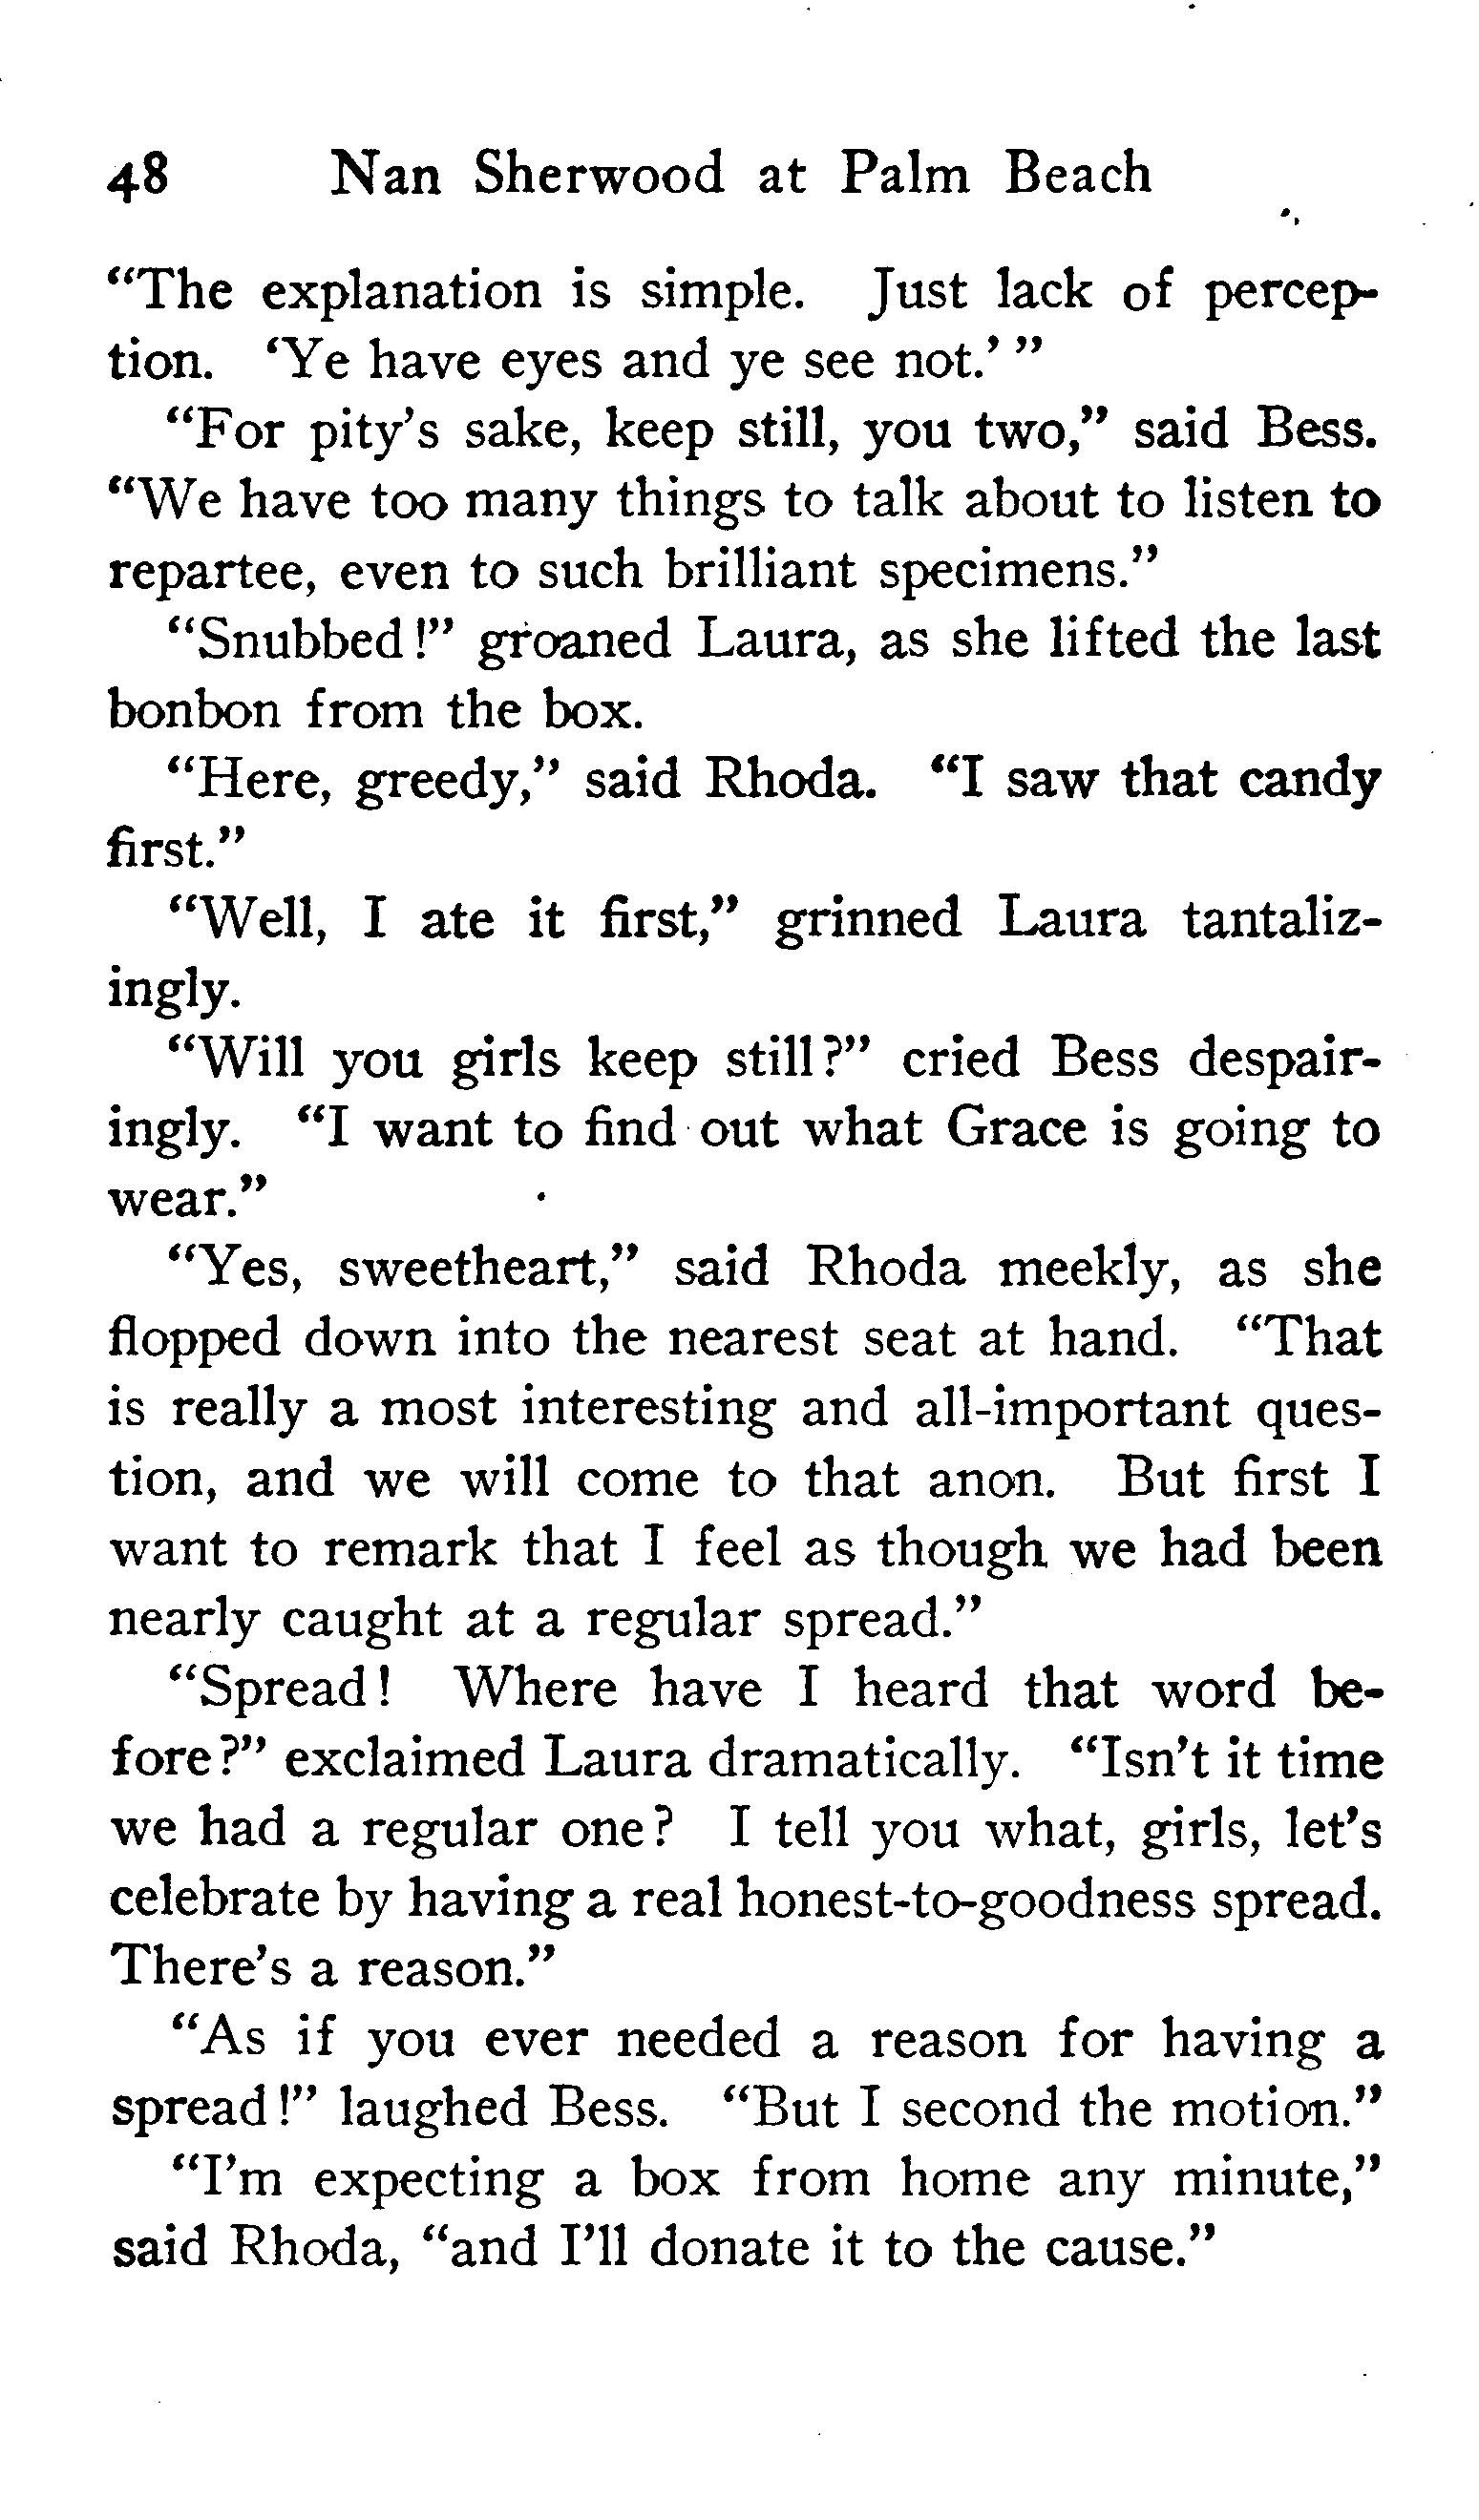 48 Nan Sherwood at Palm Beach
“The explanation is simple. Just lack of percep-
tion. ‘Ye have eyes and ye see not.’ ”
“For pity’s sake, keep still, you two,” said Bess.
“We have too many things to talk about to listen to
repartee, even to such brilliant specimens.”
“Snubbed!” groaned Laura, as she lifted the last
bonbon from the box.
“Here, greedy,” said Rhoda. “I saw that candy
first.”
“Well, I ate it first,” grinned Laura tantaliz-
ingly.
“Will you girls keep still?” cried Bess despair-
ingly. “I want to find out what Grace is going to
wear.”
“Yes, sweetheart,” said Rhoda meekly, as she
flopped down into the nearest seat at hand. “That
is really a most interesting and all-important ques-
tion, and we will come to that anon. But first I
want to remark that I feel as though we had been
nearly caught at a regular spread.”
“Spread! Where have I heard that word be-
fore?” exclaimed Laura dramatically. “Isn’t it time
we had a regular one? I tell you what, girls, let’s
celebrate by having a real honest-to-goodness spread.
There’s a reason.”
“As if you ever needed a reason for having a
spread!” laughed Bess. “But I second the motion.”
“I’m expecting a box from home any minute,”
said Rhoda, “and I’ll donate it to the cause.”